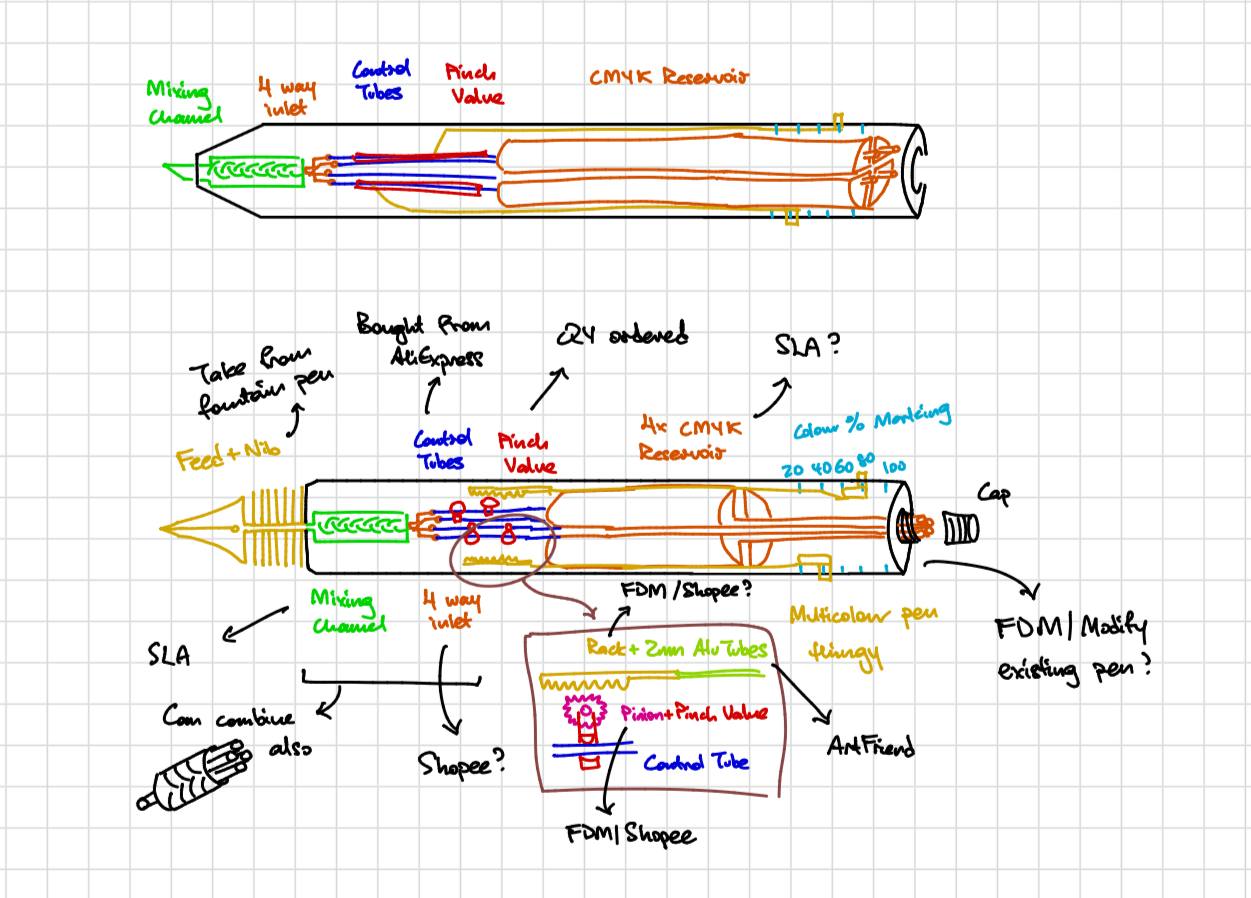 Mixing
Channel
4 way
inlet
Control
Tubes
Pinch
Valve
CMYK Reservoir
Take from
fountain pen
Bought from
AliExpress
QY ordered
SLA?
Feed + Nib
Control
Tubes
Pinch
Valve
4x CMYK
Reservoir
Colour % Marking
20 40 60 80 100
Cap
Mixing
Channel
4 way
inlet
FDM/Shopee?
Multicolour pen
thingy
FDM/Modify
existing pen?
SLA
Can combine
also
Shopee?
Rack + 2mm Alu Tubes
Pinion + Pinch Valve
Control Tube
ArtFriend
FDM/Shopee